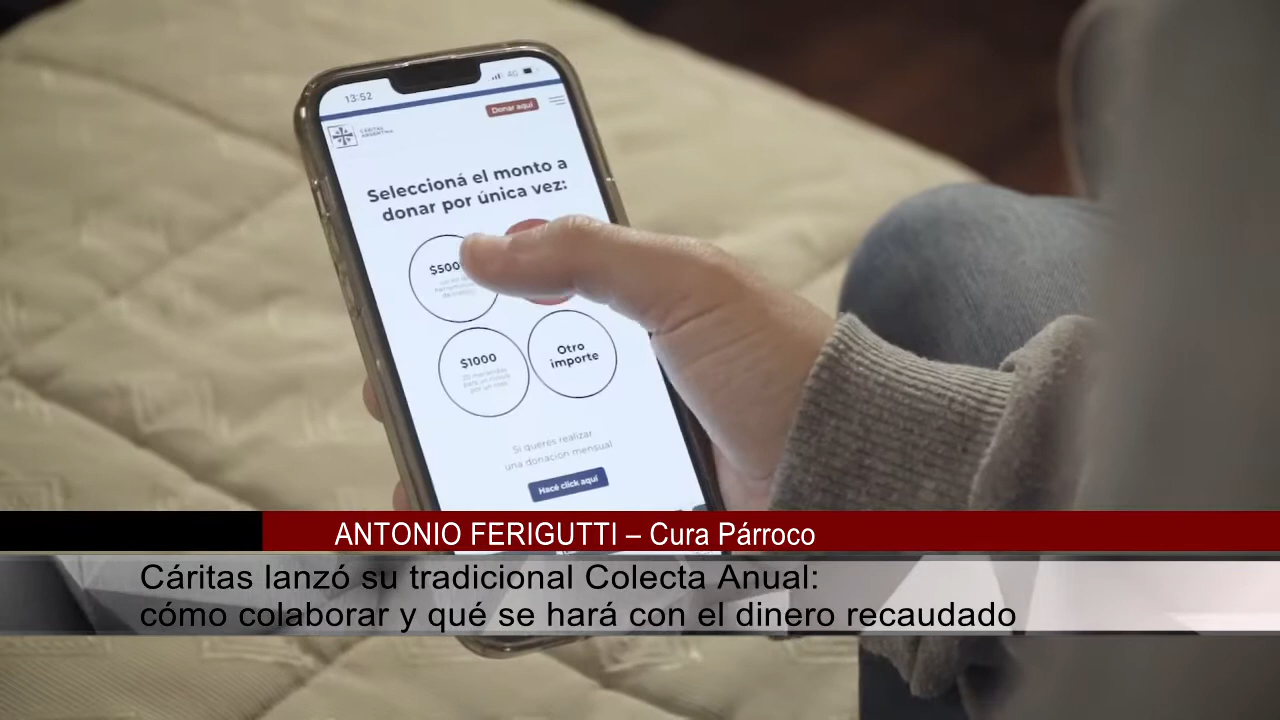 13:52
4G
Donar aquí
CÁRITAS
ARGENTINA
Seleccioná el monto a
donar por única vez:
$500
$1000
Otro
importe
Si querés realizar
una donacion mensual
Hacé click aquí
ANTONIO FERIGUTTI – Cura Párroco
Cáritas lanzó su tradicional Colecta Anual:
cómo colaborar y qué se hará con el dinero recaudado